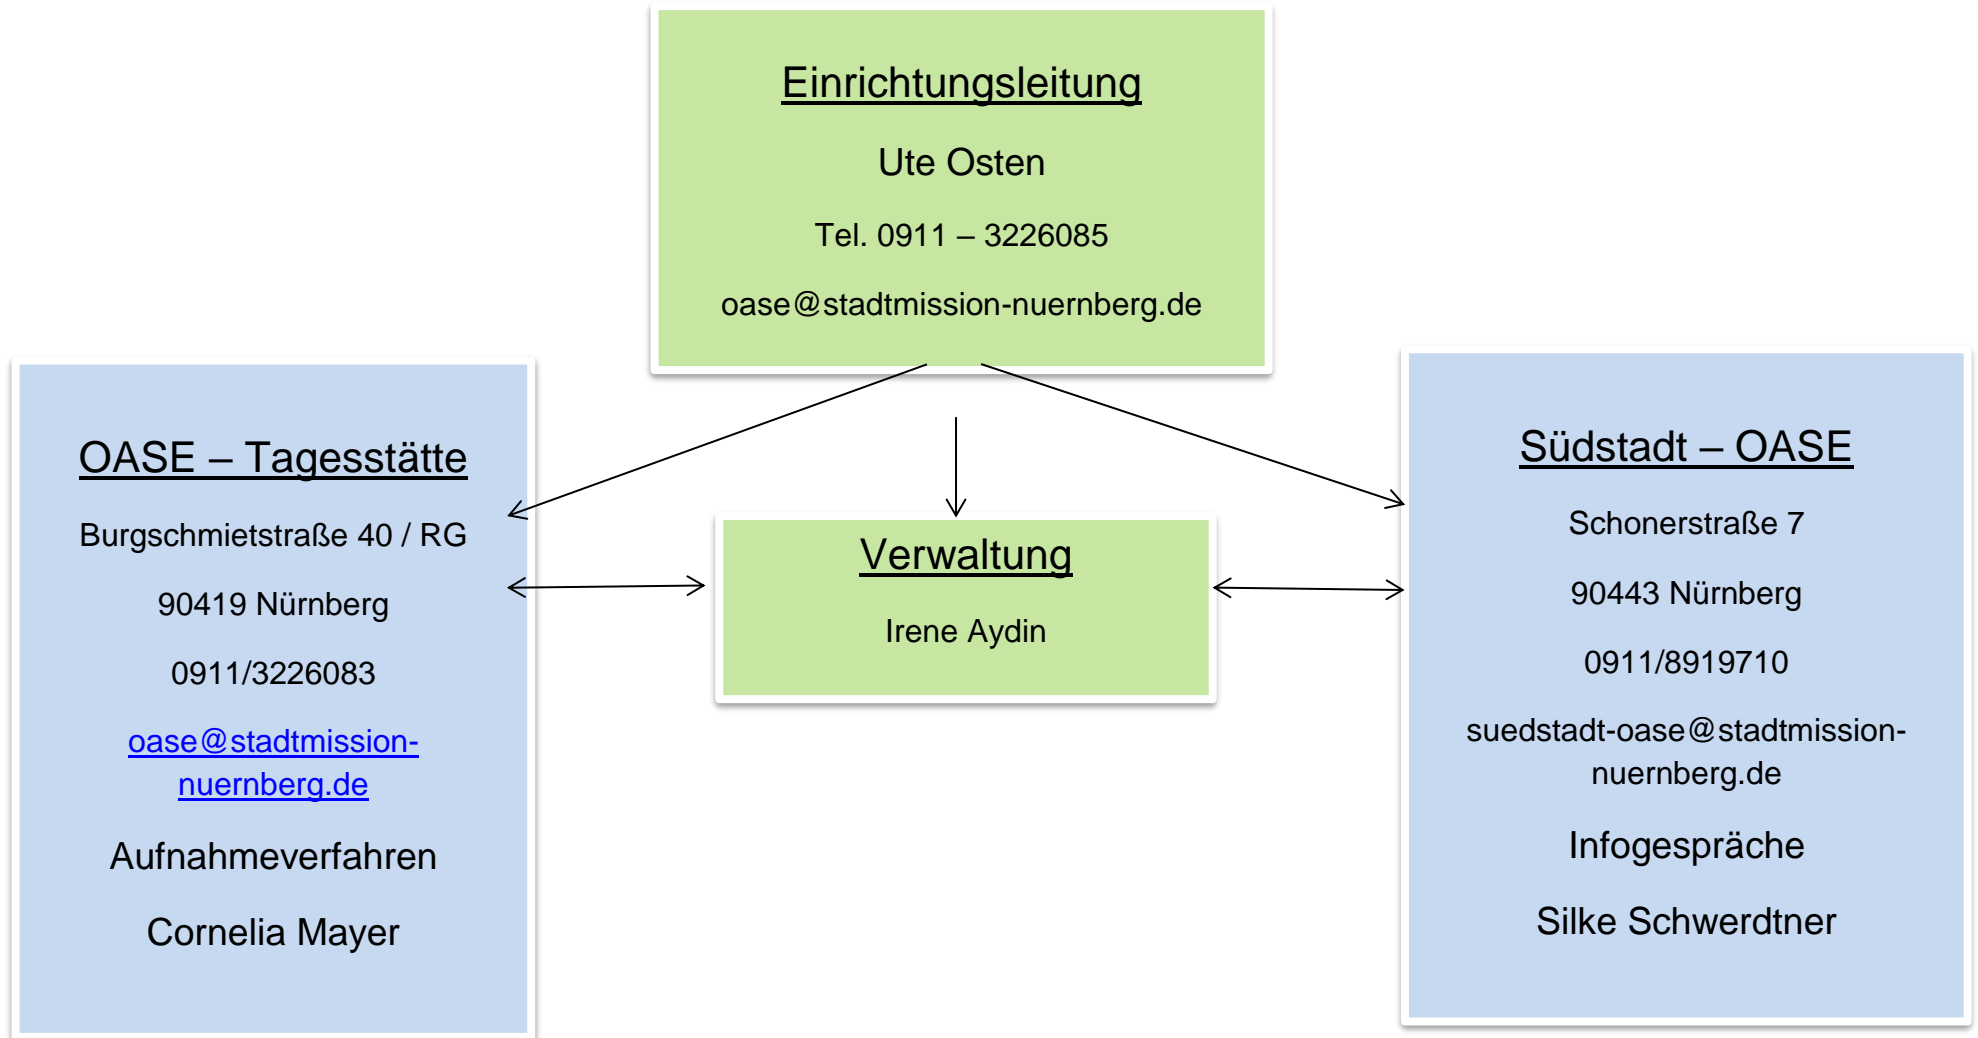 Einrichtungsleitung
Ute Osten
Tel. 0911 – 3226085
oase@stadtmission-nuernberg.de
OASE – Tagesstätte
Burgschmietstraße 40 / RG
90419 Nürnberg
0911/3226083
oase@stadtmission-
nuernberg.de
Aufnahmeverfahren
Cornelia Mayer
Verwaltung
Irene Aydin
Südstadt – OASE
Schonerstraße 7
90443 Nürnberg
0911/8919710
suedstadt-oase@stadtmission-
nuernberg.de
Infogespräche
Silke Schwerdtner